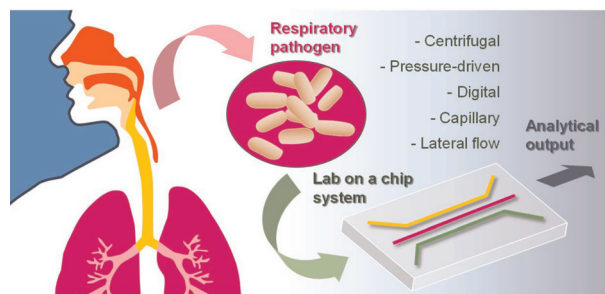 Respiratory
pathogen
- Centrifugal
- Pressure-driven
- Digital
- Capillary
- Lateral flow
Analytical
output
Lab on a chip
system